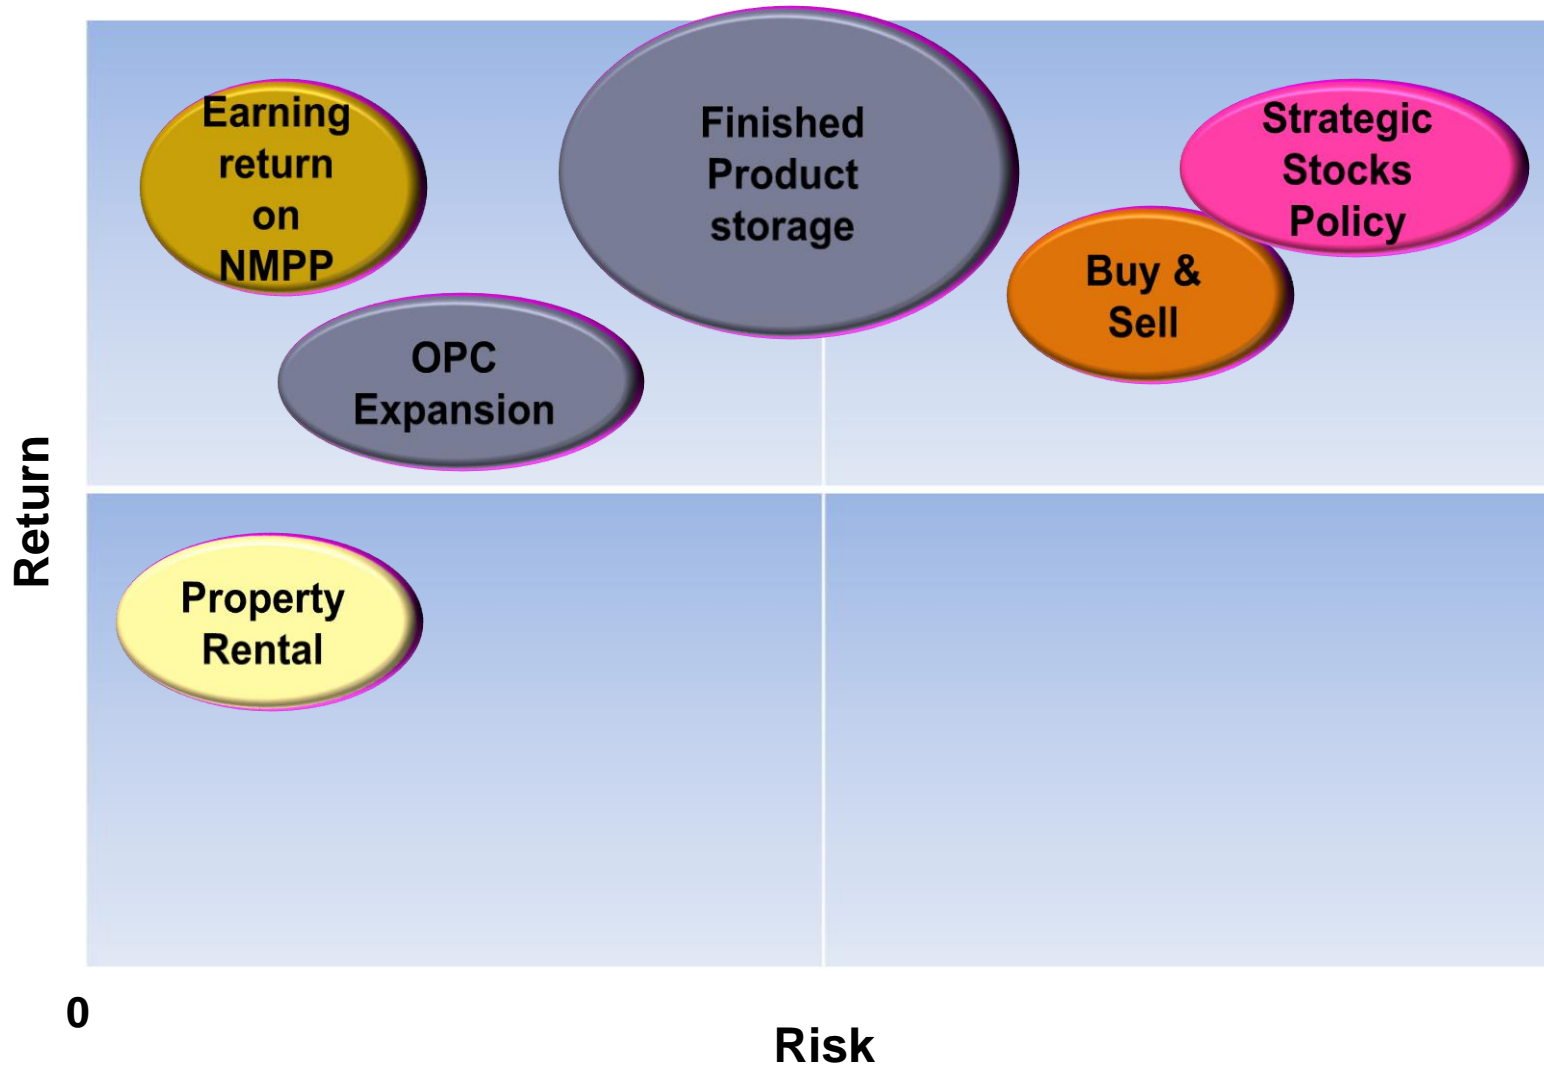 Earning
return
on
NMPP
Finished
Product
storage
Strategic
Stocks
Policy
Buy &
Sell
OPC
Expansion
Return
Property
Rental
0
Risk